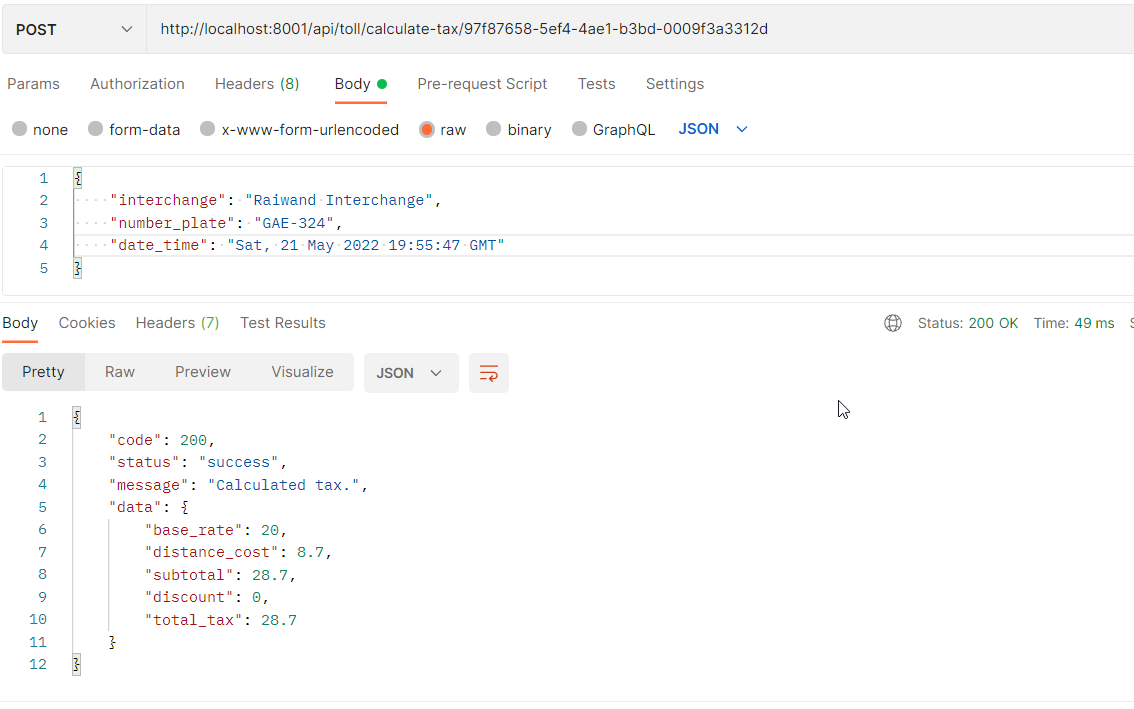 POST http://localhost:8001/api/toll/calculate-tax/97f87658-5ef4-4ae1-b3bd-0009f3a3312d
Params Authorization Headers (8) Body Pre-request Script Tests Settings
none form-data x-www-form-urlencoded raw binary GraphQL JSON
1 {
2 ····"interchange":·"Raiwand·Interchange",
3 ····"number_plate":·"GAE-324",
4 ····"date_time":·"Sat,·21·May·2022·19:55:47·GMT"
5 }
Body Cookies Headers (7) Test Results Status: 200 OK Time: 49 ms
Pretty Raw Preview Visualize JSON
1 {
2 "code": 200,
3 "status": "success",
4 "message": "Calculated tax.",
5 "data": {
6 "base_rate": 20,
7 "distance_cost": 8.7,
8 "subtotal": 28.7,
9 "discount": 0,
10 "total_tax": 28.7
11 }
12 }